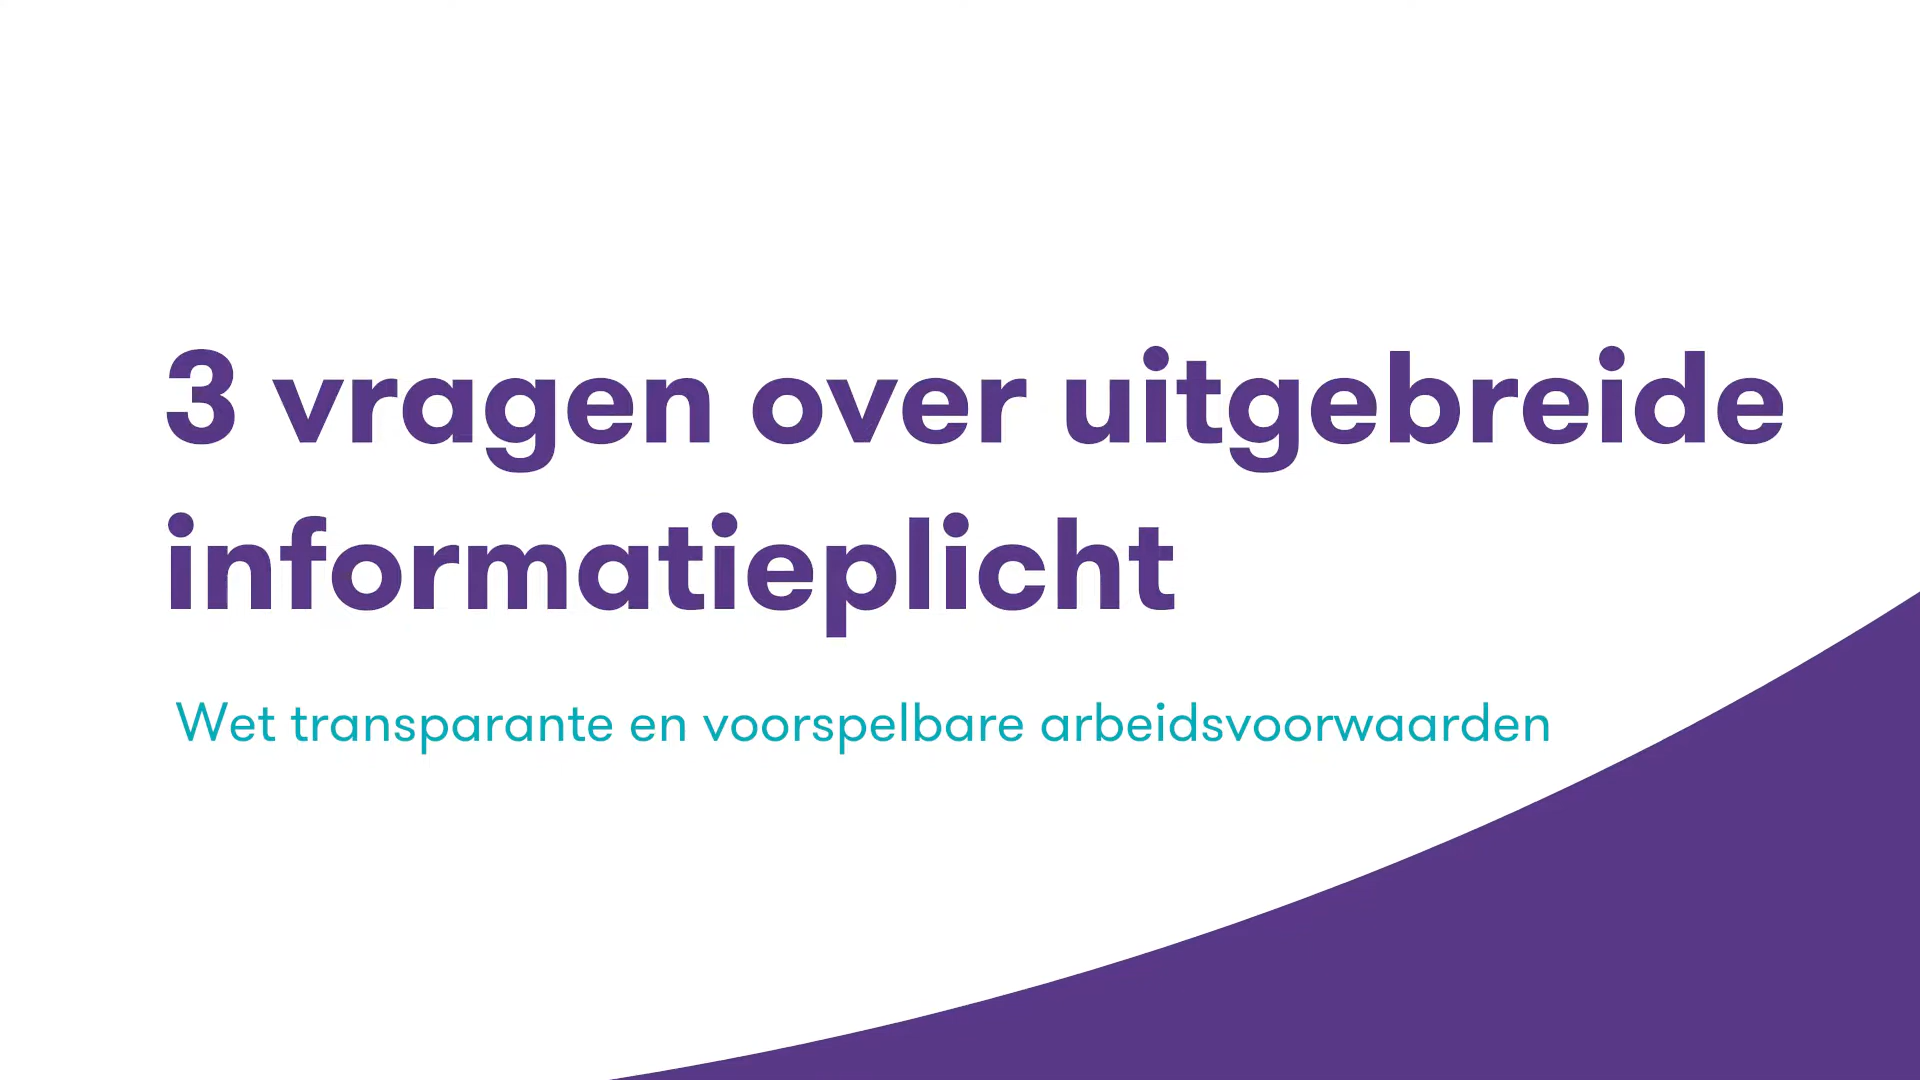 3 vragen over uitgebreide
informatieplicht
Wet transparante en voorspelbare arbeidsvoorwaarden